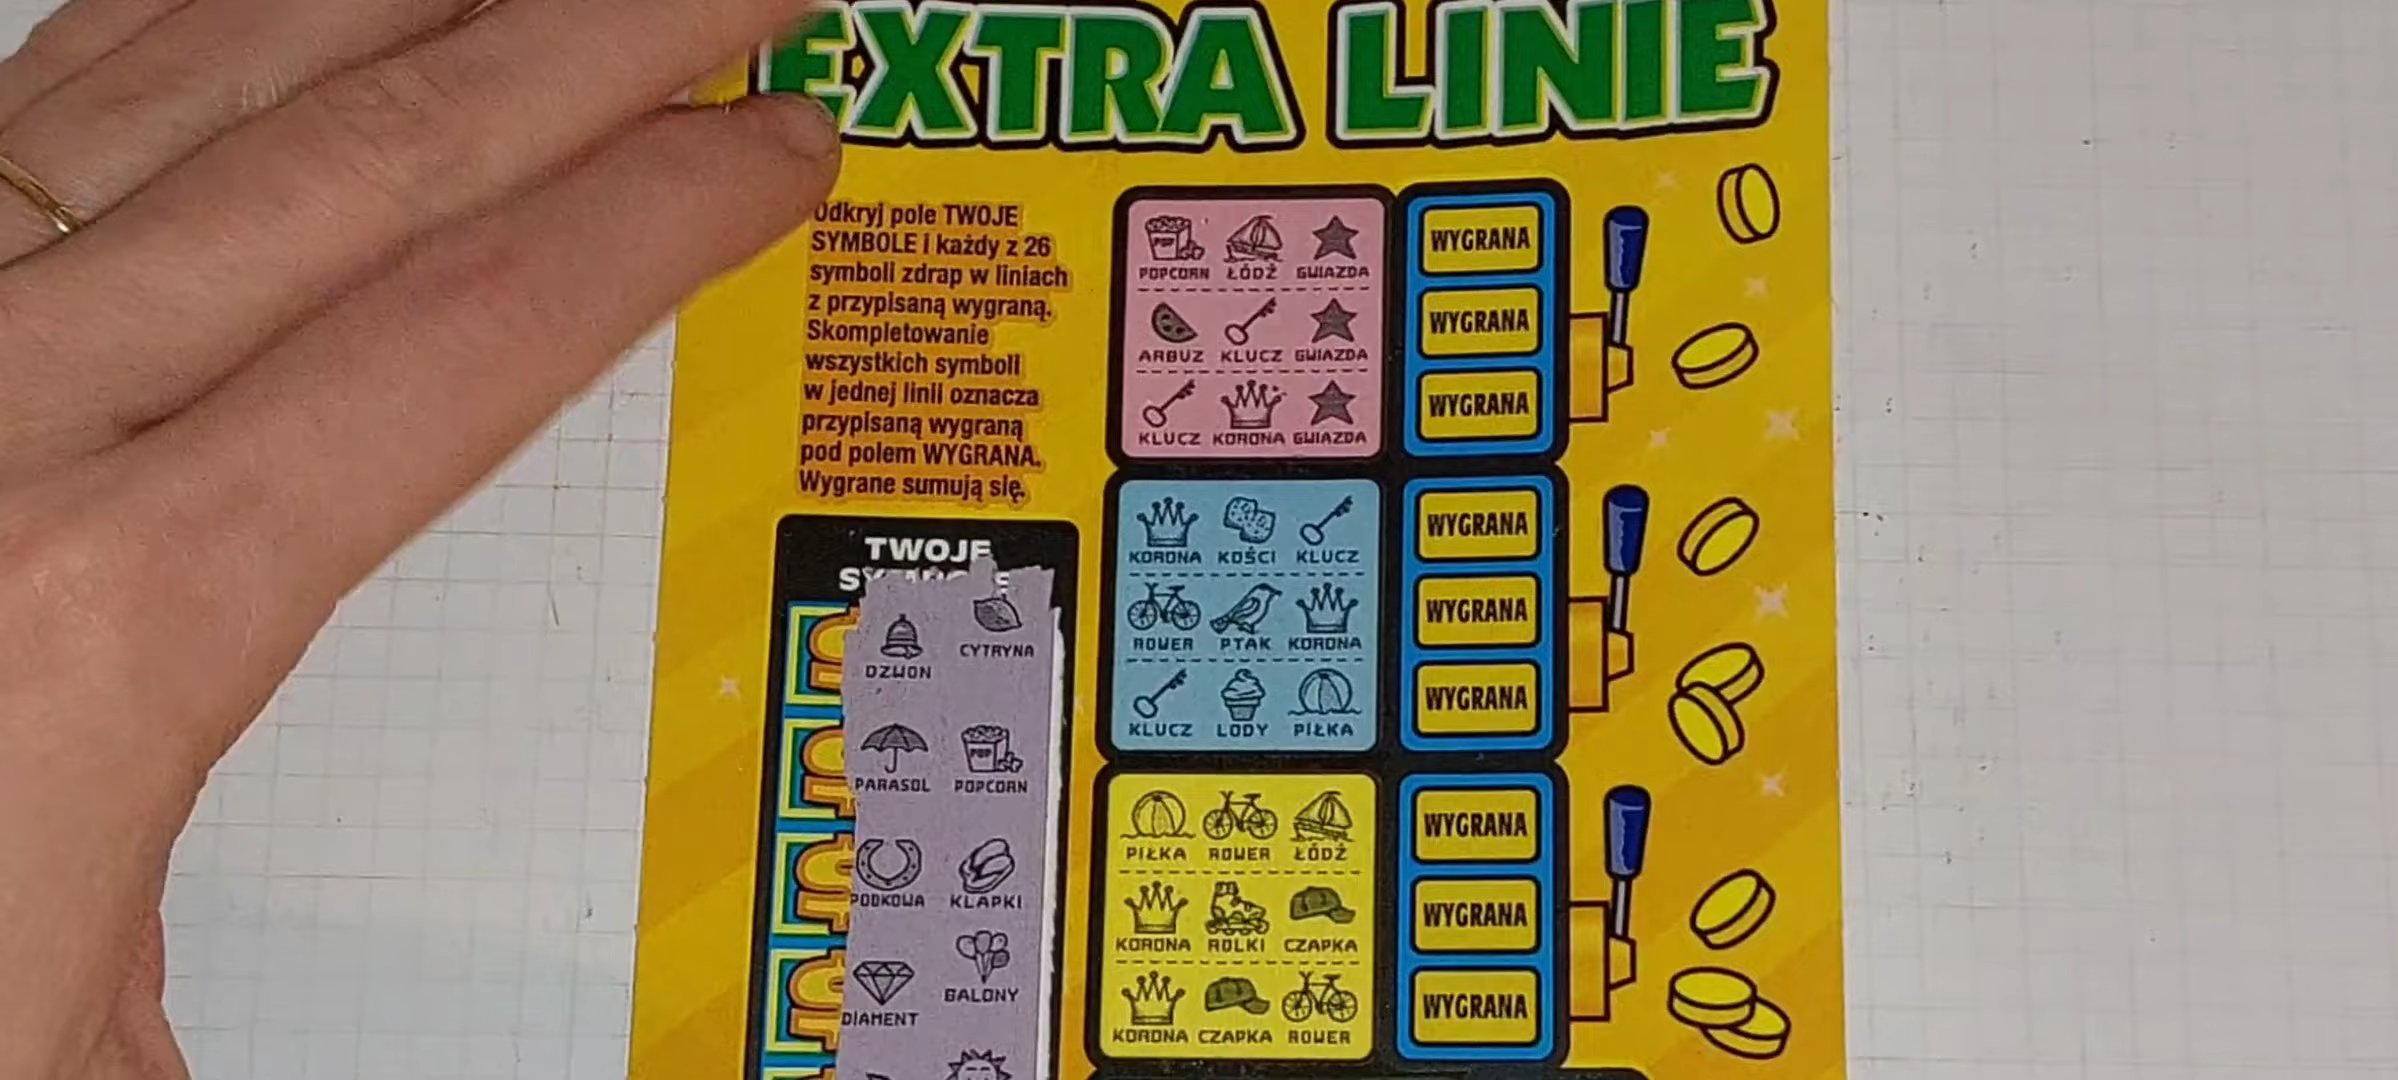 EXTRA LINIE
Odkryj pole TWOJE
SYMBOLE i każdy z 26
symboli zdrap w liniach
z przypisaną wygraną.
Skompletowanie
wszystkich symboli
w jednej linii oznacza
przypisaną wygraną
pod polem WYGRANA.
Wygrane sumują się.
TWOJE
DZWON CYTRYNA
PARASOL POPCORN
PODKOWA KLAPKI
DIAMENT BALONY
POP
POP
POPCORN ŁÓDŹ GWIAZDA
WYGRANA
ARBUZ KLUCZ GWIAZDA
WYGRANA
KLUCZ KORONA GWIAZDA
WYGRANA
KORONA KOŚCI KLUCZ
WYGRANA
ROWER PTAK KORONA
WYGRANA
KLUCZ LODY PIŁKA
WYGRANA
PIŁKA ROWER ŁÓDŹ
WYGRANA
KORONA ROLKI CZAPKA
WYGRANA
KORONA CZAPKA ROWER
WYGRANA